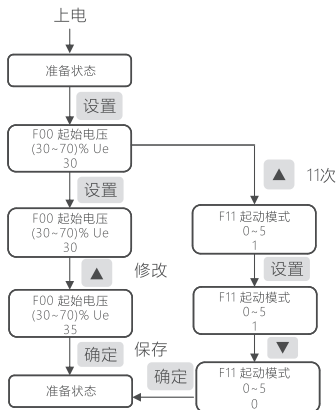 上电
准备状态
设置
F00 起始电压
(30~70)% Ue
30
设置
F00 起始电压
(30~70)% Ue
30
▲ 修改
F00 起始电压
(30~70)% Ue
35
确定 保存
准备状态
▲ 11次
F11 起动模式
0~5
1
设置
F11 起动模式
0~5
1
▼
F11 起动模式
0~5
0
确定